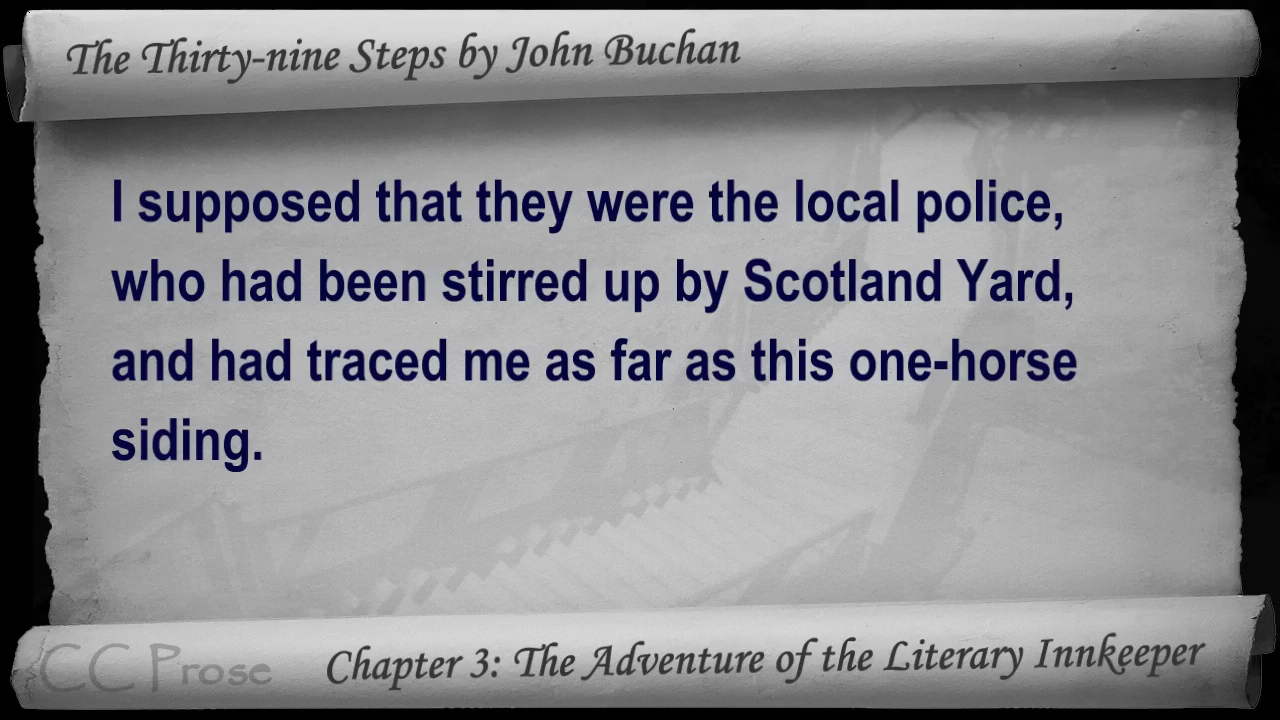 The Thirty-nine Steps by John Buchan
I supposed that they were the local police,
who had been stirred up by Scotland Yard,
and had traced me as far as this one-horse
siding.
CC Prose
Chapter 3: The Adventure of the Literary Innkeeper